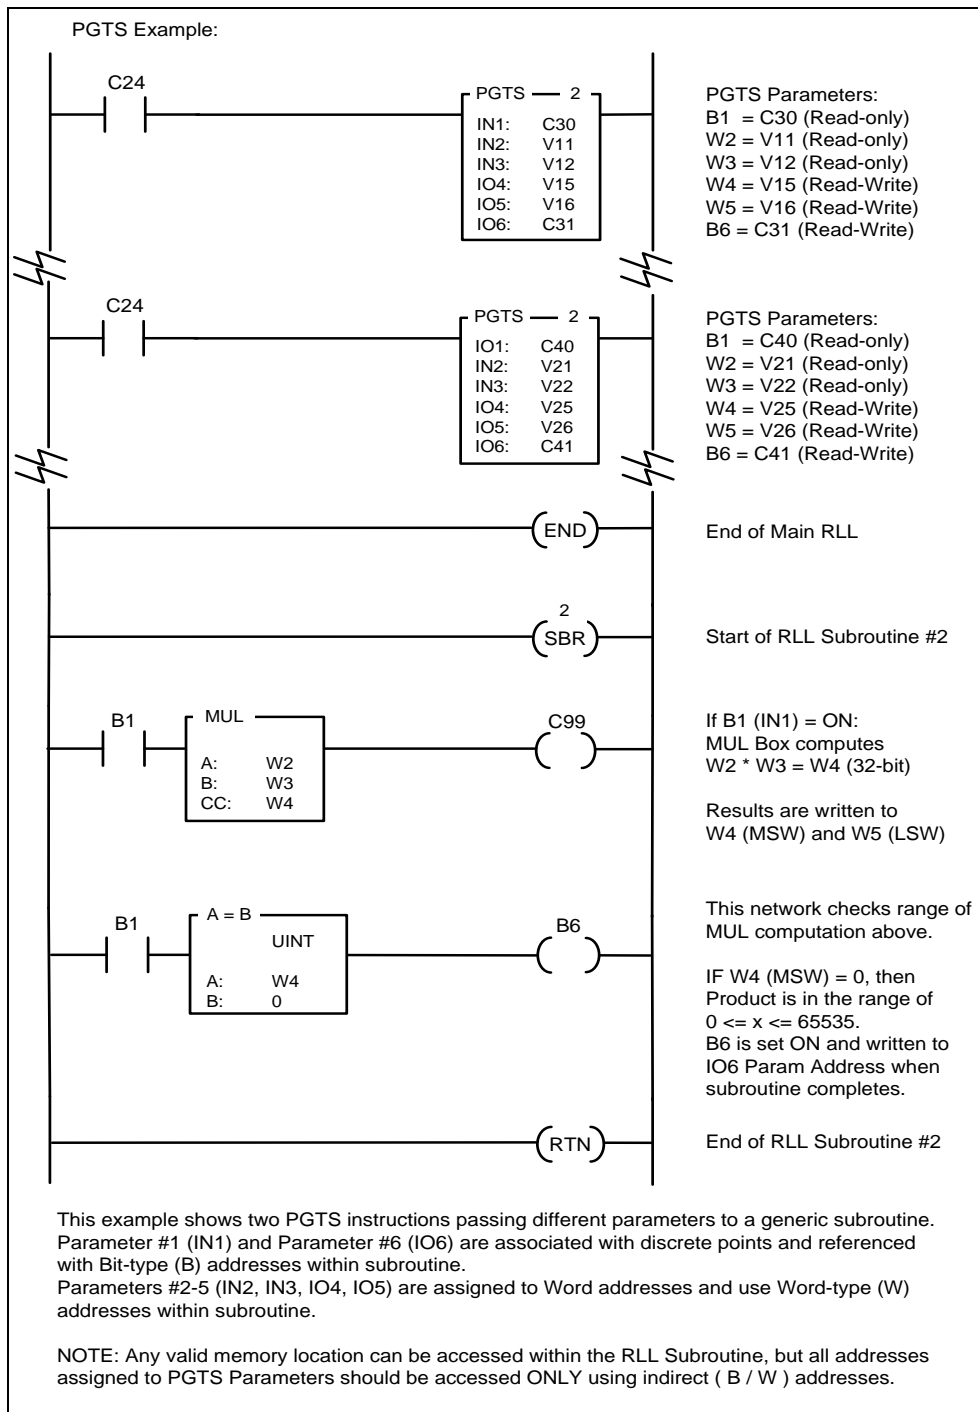 PGTS Example:
C24
PGTS 2
IN1: C30
IN2: V11
IN3: V12
IO4: V15
IO5: V16
IO6: C31
PGTS Parameters:
B1 = C30 (Read-only)
W2 = V11 (Read-only)
W3 = V12 (Read-only)
W4 = V15 (Read-Write)
W5 = V16 (Read-Write)
B6 = C31 (Read-Write)
C24
PGTS 2
IO1: C40
IN2: V21
IN3: V22
IO4: V25
IO5: V26
IO6: C41
PGTS Parameters:
B1 = C40 (Read-only)
W2 = V21 (Read-only)
W3 = V22 (Read-only)
W4 = V25 (Read-Write)
W5 = V26 (Read-Write)
B6 = C41 (Read-Write)
END
End of Main RLL
2
SBR
Start of RLL Subroutine #2
B1
MUL
A: W2
B: W3
CC: W4
C99
If B1 (IN1) = ON:
MUL Box computes
W2 * W3 = W4 (32-bit)
Results are written to
W4 (MSW) and W5 (LSW)
B1
A = B
UINT
A: W4
B: 0
B6
This network checks range of
MUL computation above.
IF W4 (MSW) = 0, then
Product is in the range of
0 <= x <= 65535.
B6 is set ON and written to
IO6 Param Address when
subroutine completes.
RTN
End of RLL Subroutine #2
This example shows two PGTS instructions passing different parameters to a generic subroutine.
Parameter #1 (IN1) and Parameter #6 (IO6) are associated with discrete points and referenced
with Bit-type (B) addresses within subroutine.
Parameters #2-5 (IN2, IN3, IO4, IO5) are assigned to Word addresses and use Word-type (W)
addresses within subroutine.
NOTE: Any valid memory location can be accessed within the RLL Subroutine, but all addresses
assigned to PGTS Parameters should be accessed ONLY using indirect ( B / W ) addresses.